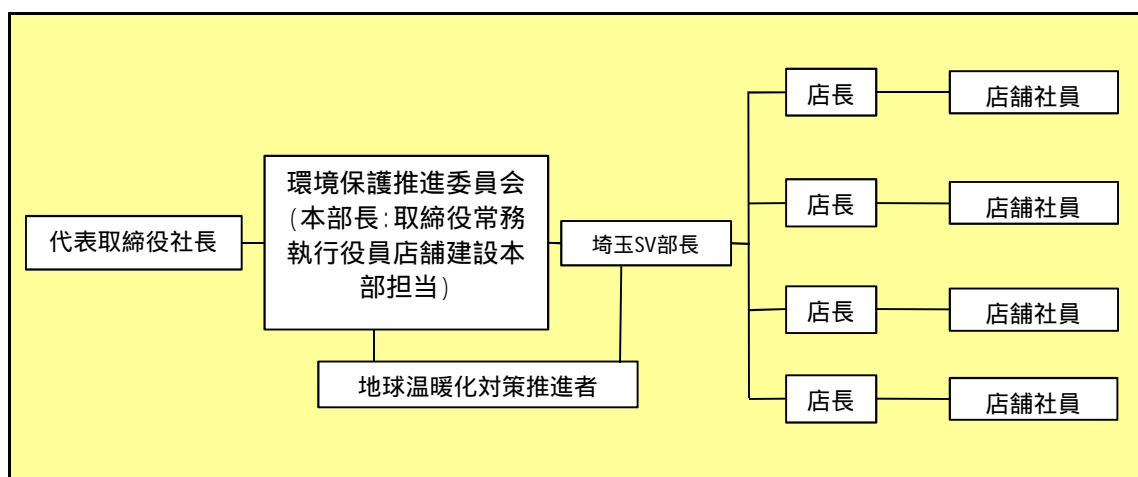 代表取締役社長
環境保護推進委員会
(本部長:取締役常務
執行役員店舗建設本
部担当)
地球温暖化対策推進者
埼玉SV部長
店長
店舗社員
店長
店舗社員
店長
店舗社員
店長
店舗社員